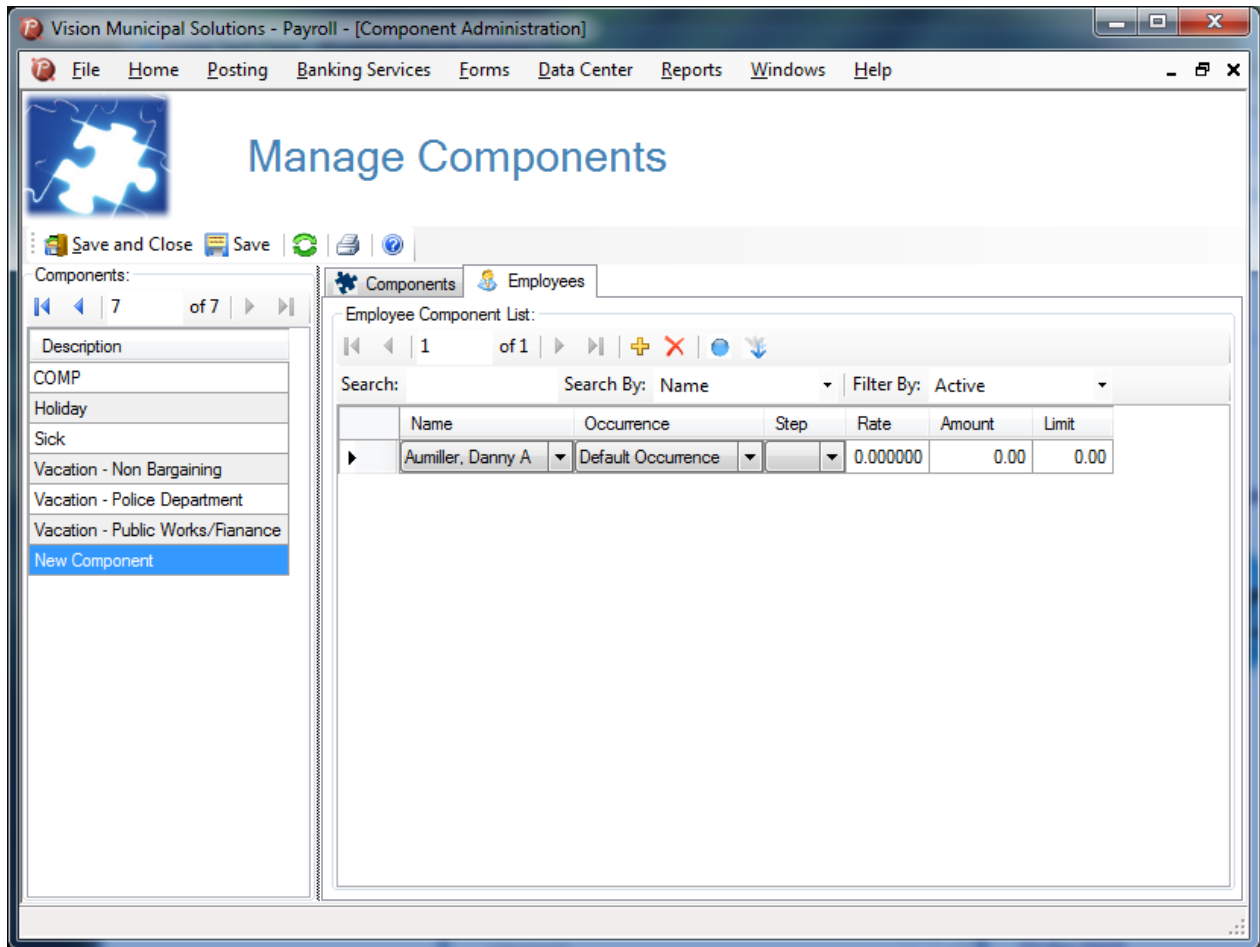 Vision Municipal Solutions - Payroll - [Component Administration]
File Home Posting Banking Services Forms Data Center Reports Windows Help
Manage Components
Save and Close Save
Components:
7 of 7
Description
COMP
Holiday
Sick
Vacation - Non Bargaining
Vacation - Police Department
Vacation - Public Works/Fianance
New Component
Components Employees
Employee Component List:
1 of 1
Search: Search By: Name Filter By: Active
Name Occurrence Step Rate Amount Limit
Aumiller, Danny A Default Occurrence 0.000000 0.00 0.00